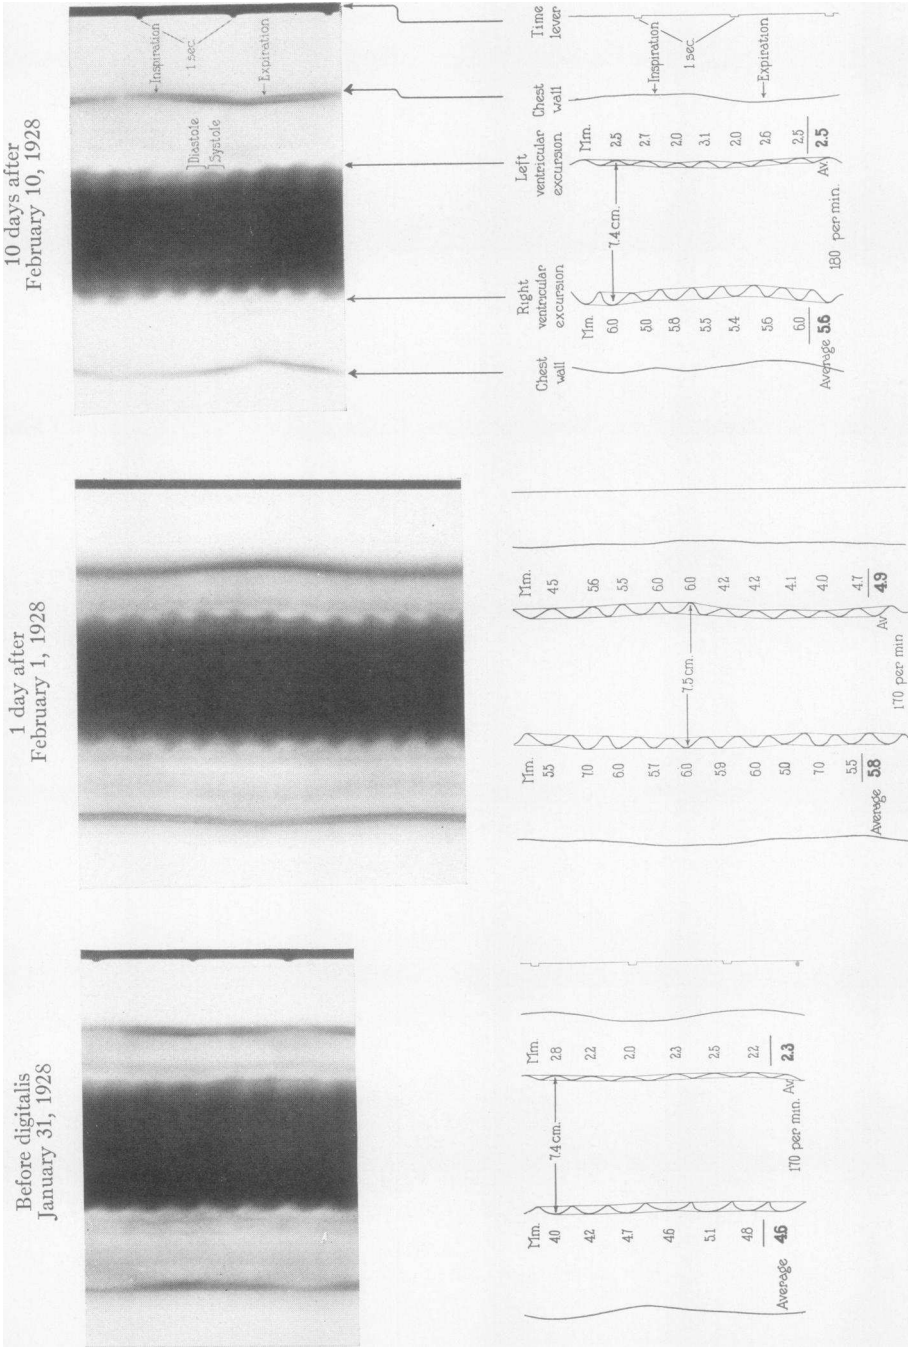 Before digitalis
January 31, 1928
1 day after
February 1, 1928
10 days after
February 10, 1928
Inspiration
1 sec.
Expiration
Diastole
Systole
Mm.
4.0
4.2
4.7
4.6
5.1
4.8
Average 4.6
7.4 cm.
170 per min.
Mm.
2.8
2.2
2.0
2.3
2.5
2.2
Av. 2.3
Mm.
5.5
7.0
6.0
5.7
6.0
5.9
6.0
5.0
7.0
5.5
Average 5.8
7.5 cm.
170 per min
Mm.
4.5
5.6
5.5
6.0
6.0
4.2
4.2
4.1
4.0
4.7
Av. 4.9
Chest
wall
Right
ventricular
excursion
Left
ventricular
excursion
Chest
wall
Time
lever
Mm.
6.0
5.0
5.8
5.5
5.4
5.6
6.0
Average 5.6
7.4 cm.
180 per min.
Mm.
2.5
2.7
2.0
3.1
2.0
2.6
2.5
Av. 2.5
Inspiration
1 sec.
Expiration